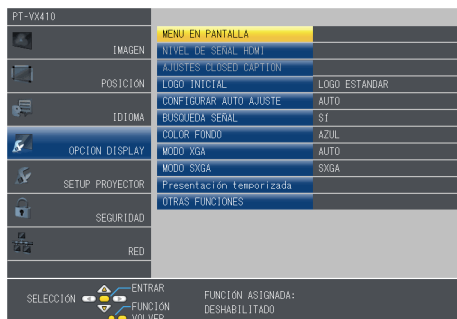 PT-VX410
IMAGEN
POSICIÓN
IDIOMA
OPCION DISPLAY
SETUP PROYECTOR
SEGURIDAD
RED
MENU EN PANTALLA
NIVEL DE SEÑAL HDMI
AJUSTES CLOSED CAPTION
LOGO INICIAL LOGO ESTANDAR
CONFIGURAR AUTO AJUSTE AUTO
BUSQUEDA SEÑAL SÍ
COLOR FONDO AZUL
MODO XGA AUTO
MODO SXGA SXGA
Presentación temporizada
OTRAS FUNCIONES
SELECCIÓN
ENTRAR
FUNCIÓN
VOLVER
FUNCIÓN ASIGNADA:
DESHABILITADO